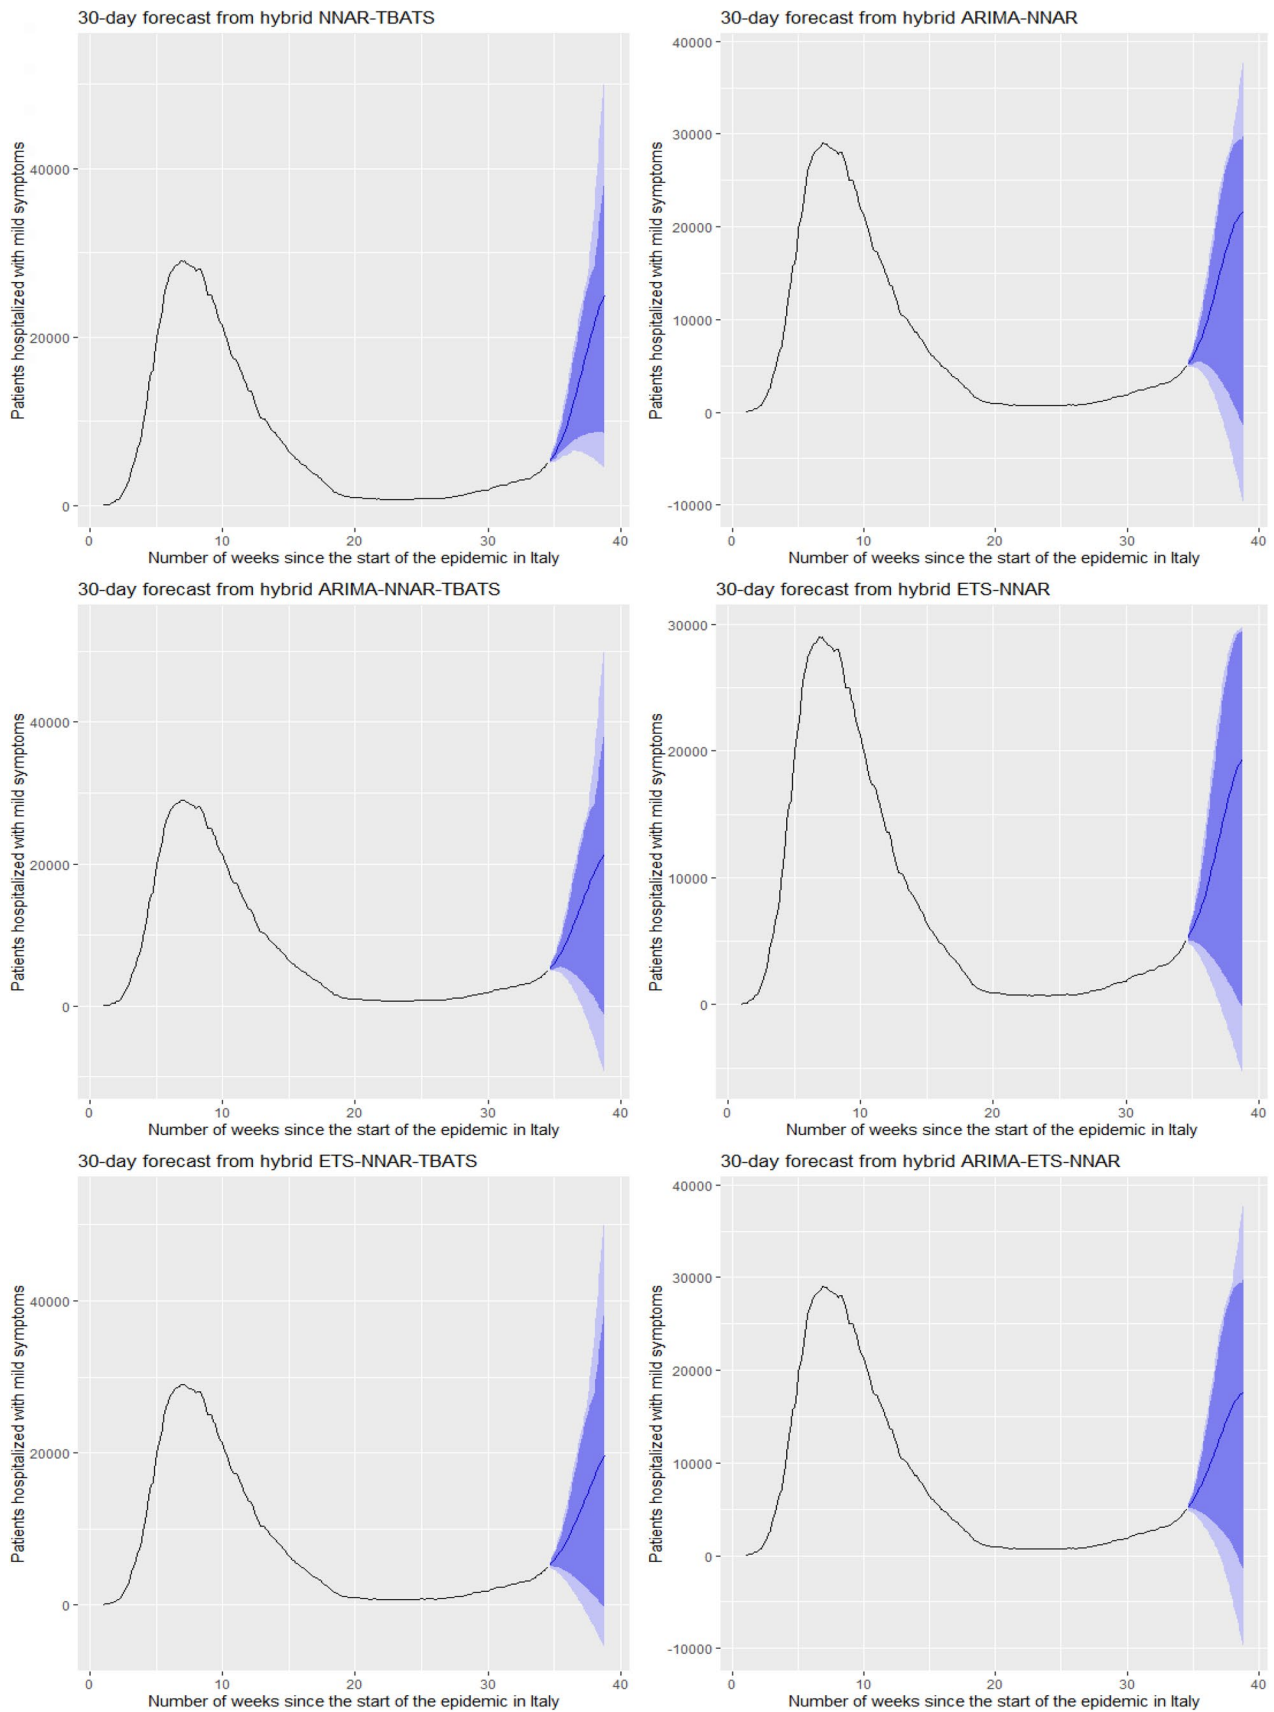 30-day forecast from hybrid NNAR-TBATS
Patients hospitalized with mild symptoms
40000
20000
0
0 10 20 30 40
Number of weeks since the start of the epidemic in Italy
30-day forecast from hybrid ARIMA-NNAR
Patients hospitalized with mild symptoms
40000
30000
20000
10000
0
-10000
0 10 20 30 40
Number of weeks since the start of the epidemic in Italy
30-day forecast from hybrid ARIMA-NNAR-TBATS
Patients hospitalized with mild symptoms
40000
20000
0
0 10 20 30 40
Number of weeks since the start of the epidemic in Italy
30-day forecast from hybrid ETS-NNAR
Patients hospitalized with mild symptoms
30000
20000
10000
0
0 10 20 30 40
Number of weeks since the start of the epidemic in Italy
30-day forecast from hybrid ETS-NNAR-TBATS
Patients hospitalized with mild symptoms
40000
20000
0
0 10 20 30 40
Number of weeks since the start of the epidemic in Italy
30-day forecast from hybrid ARIMA-ETS-NNAR
Patients hospitalized with mild symptoms
40000
30000
20000
10000
0
-10000
0 10 20 30 40
Number of weeks since the start of the epidemic in Italy